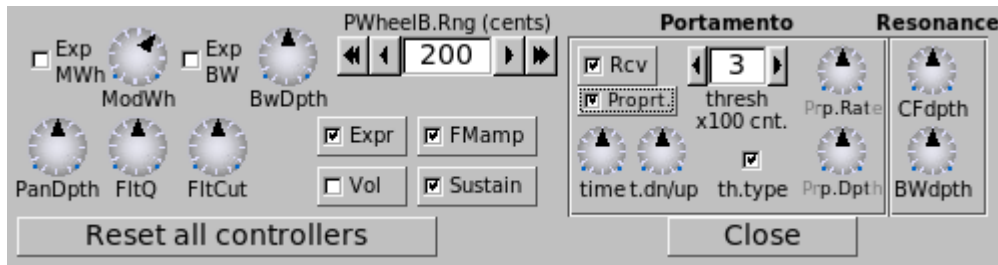 PWheelB.Rng (cents)
Portamento
Resonance
Exp
MWh
ModWh
Exp
BW
BwDpth
200
Rcv
Proprt.
3
thresh
x100 cnt.
Prp.Rate
CFdpth
PanDpth
FltQ
FltCut
Expr
FMamp
Vol
Sustain
time
t.dn/up
th.type
Prp.Dpth
BWdpth
Reset all controllers
Close